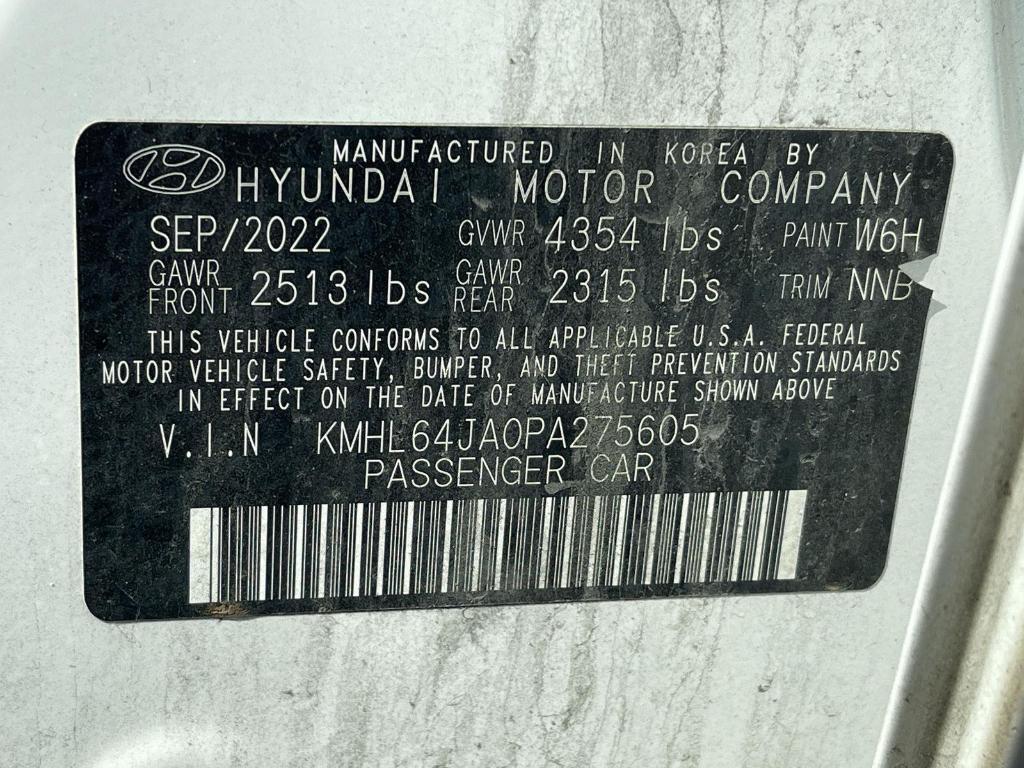 MANUFACTURED IN KOREA BY
HYUNDAI MOTOR COMPANY
SEP/2022 GVWR 4354 lbs PAINT W6H
GAWR FRONT 2513 lbs GAWR REAR 2315 lbs TRIM NNB
THIS VEHICLE CONFORMS TO ALL APPLICABLE U.S.A. FEDERAL
MOTOR VEHICLE SAFETY, BUMPER, AND THEFT PREVENTION STANDARDS
IN EFFECT ON THE DATE OF MANUFACTURE SHOWN ABOVE
V.I.N KMHL64JA0PA275605
PASSENGER CAR